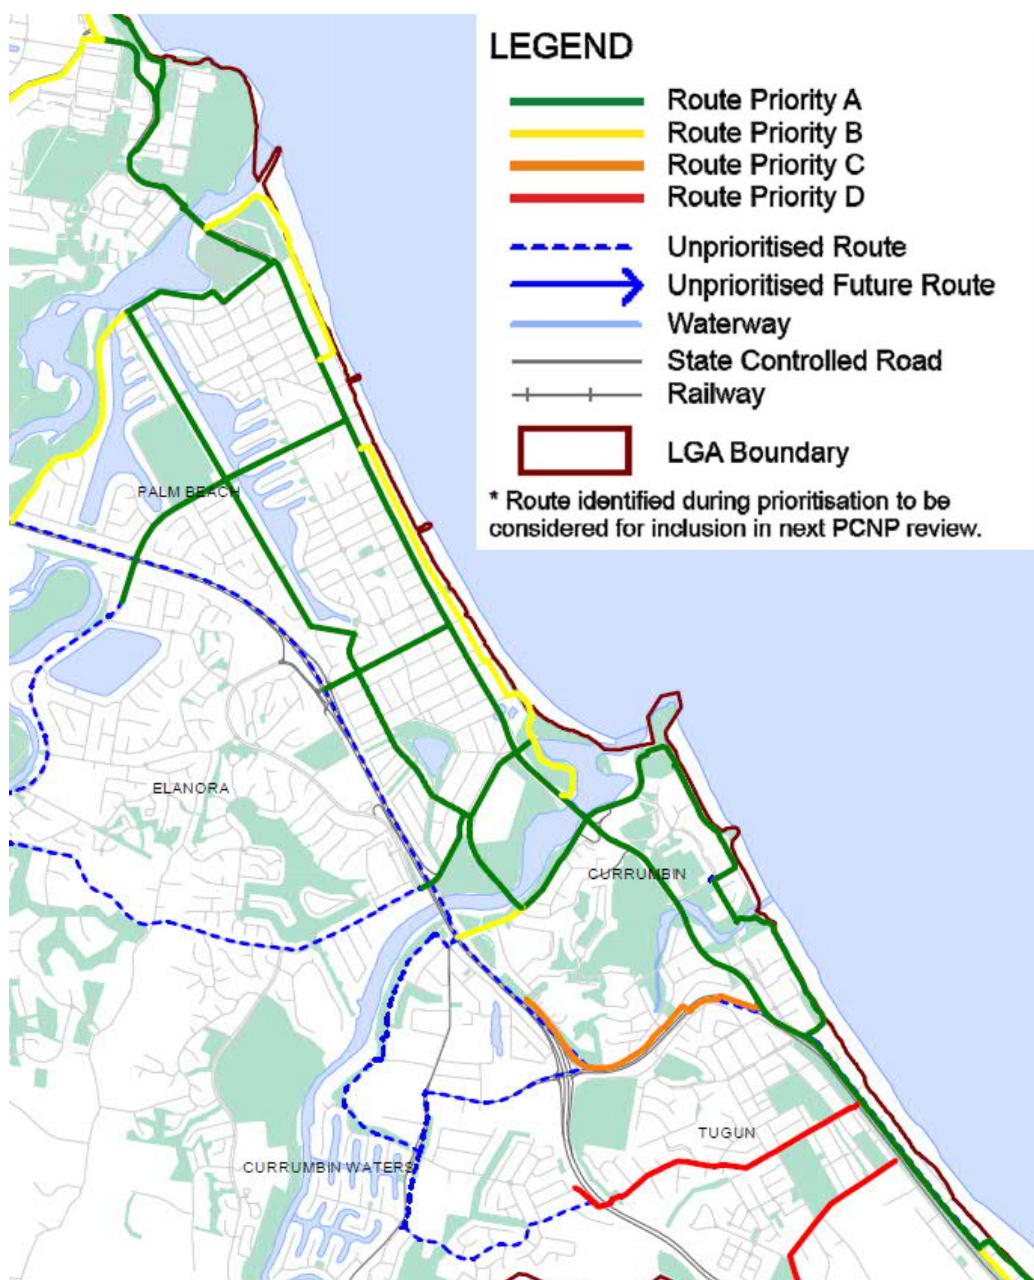 LEGEND
Route Priority A
Route Priority B
Route Priority C
Route Priority D
Unprioritised Route
Unprioritised Future Route
Waterway
State Controlled Road
Railway
LGA Boundary
* Route identified during prioritisation to be
considered for inclusion in next PCNP review.
PALM BEACH
ELANORA
CURRUMBIN
TUGUN
CURRUMBIN WATERS